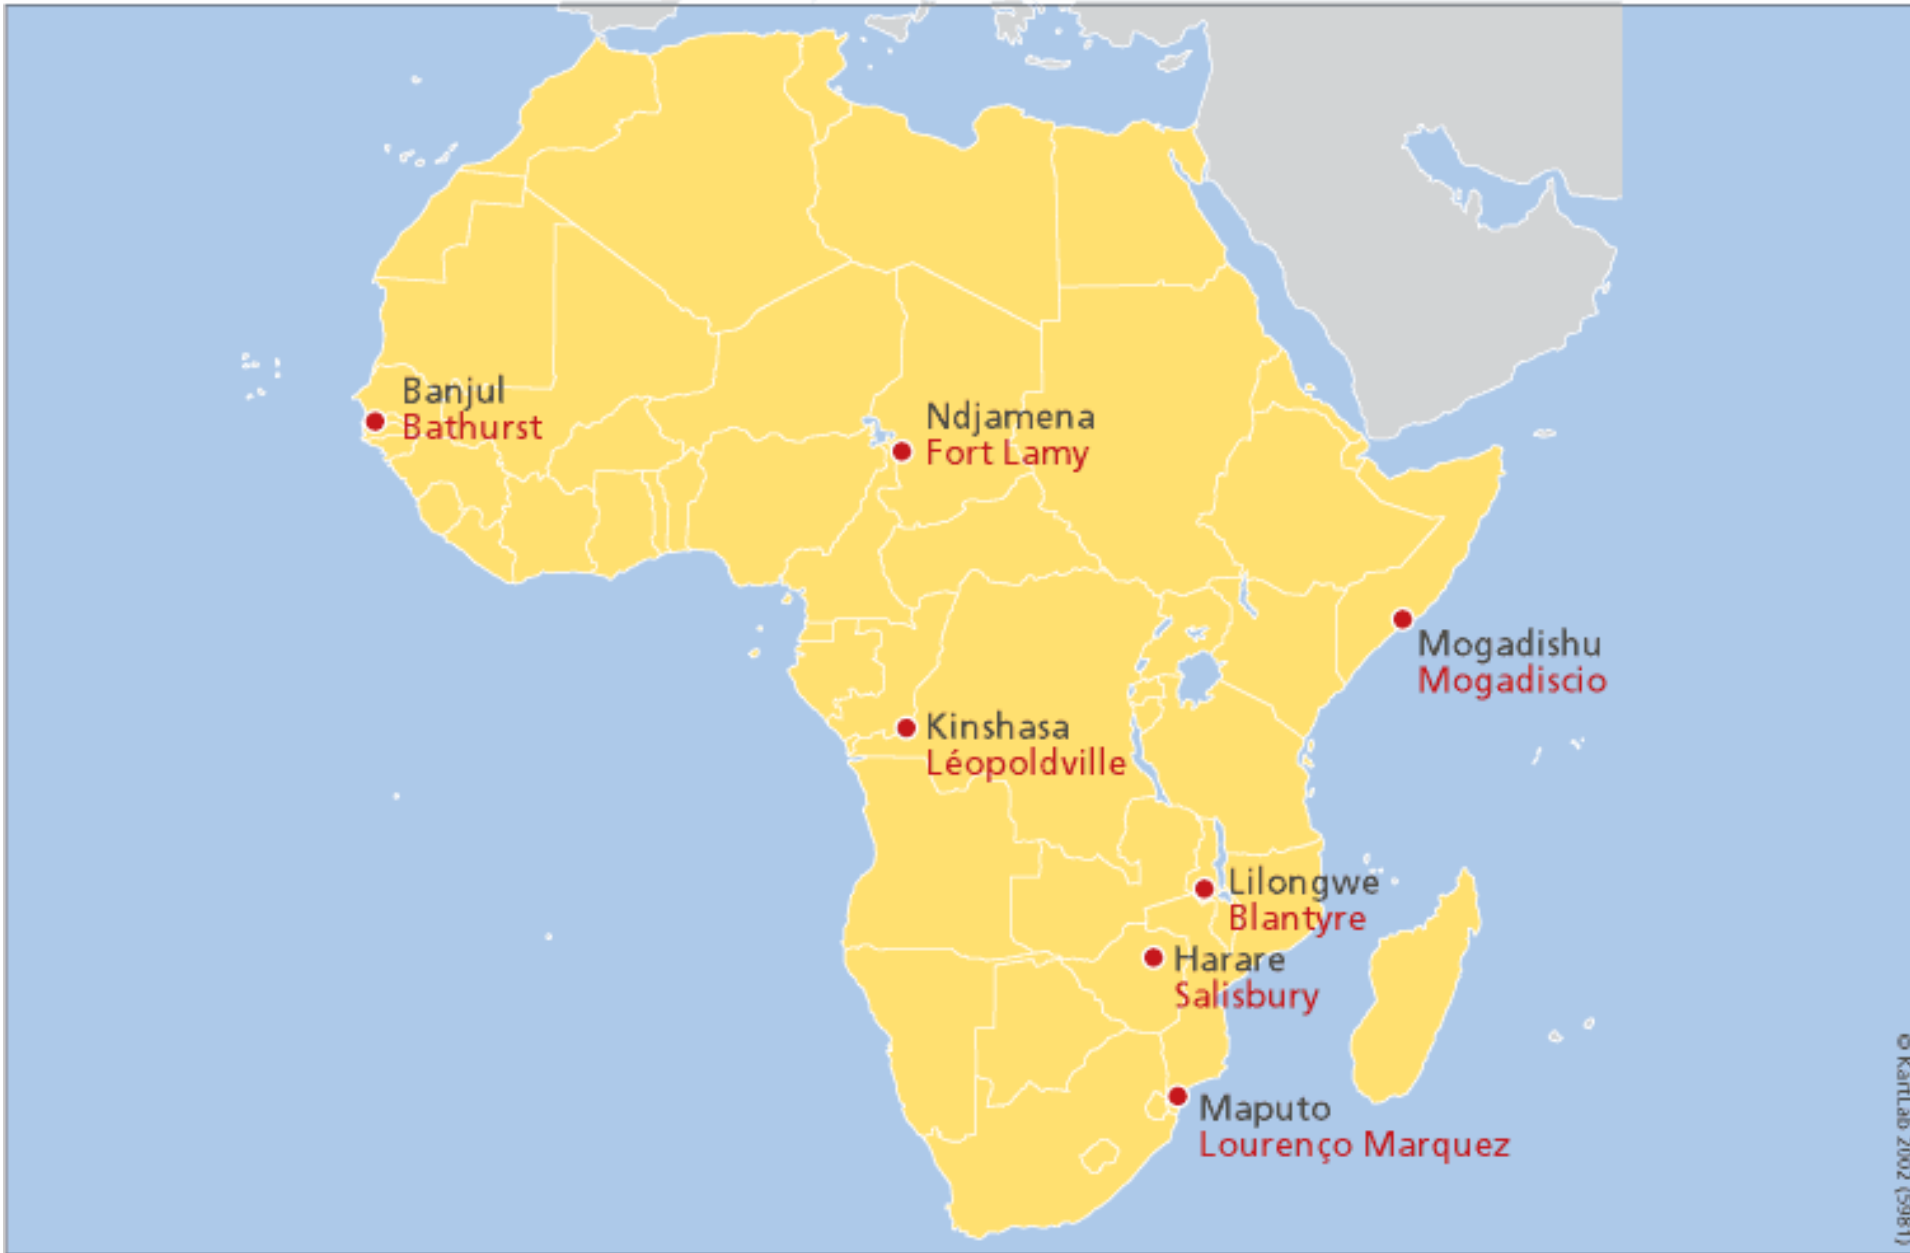 Banjul
Bathurst
Ndjamena
Fort Lamy
Mogadishu
Mogadiscio
Kinshasa
Léopoldville
Lilongwe
Blantyre
Harare
Salisbury
Maputo
Lourenço Marquez
© KartLab 2002 (5981)